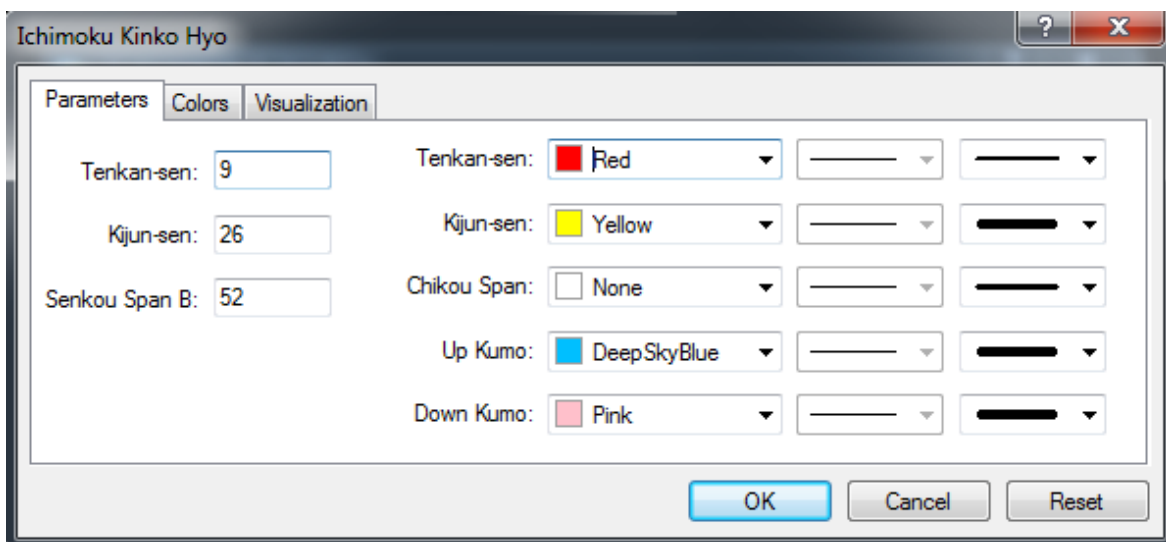 Ichimoku Kinko Hyo
?
Parameters Colors Visualization
Tenkan-sen: 9 Tenkan-sen: Red
Kijun-sen: 26 Kijun-sen: Yellow
Senkou Span B: 52 Chikou Span: None
Up Kumo: DeepSkyBlue
Down Kumo: Pink
OK Cancel Reset